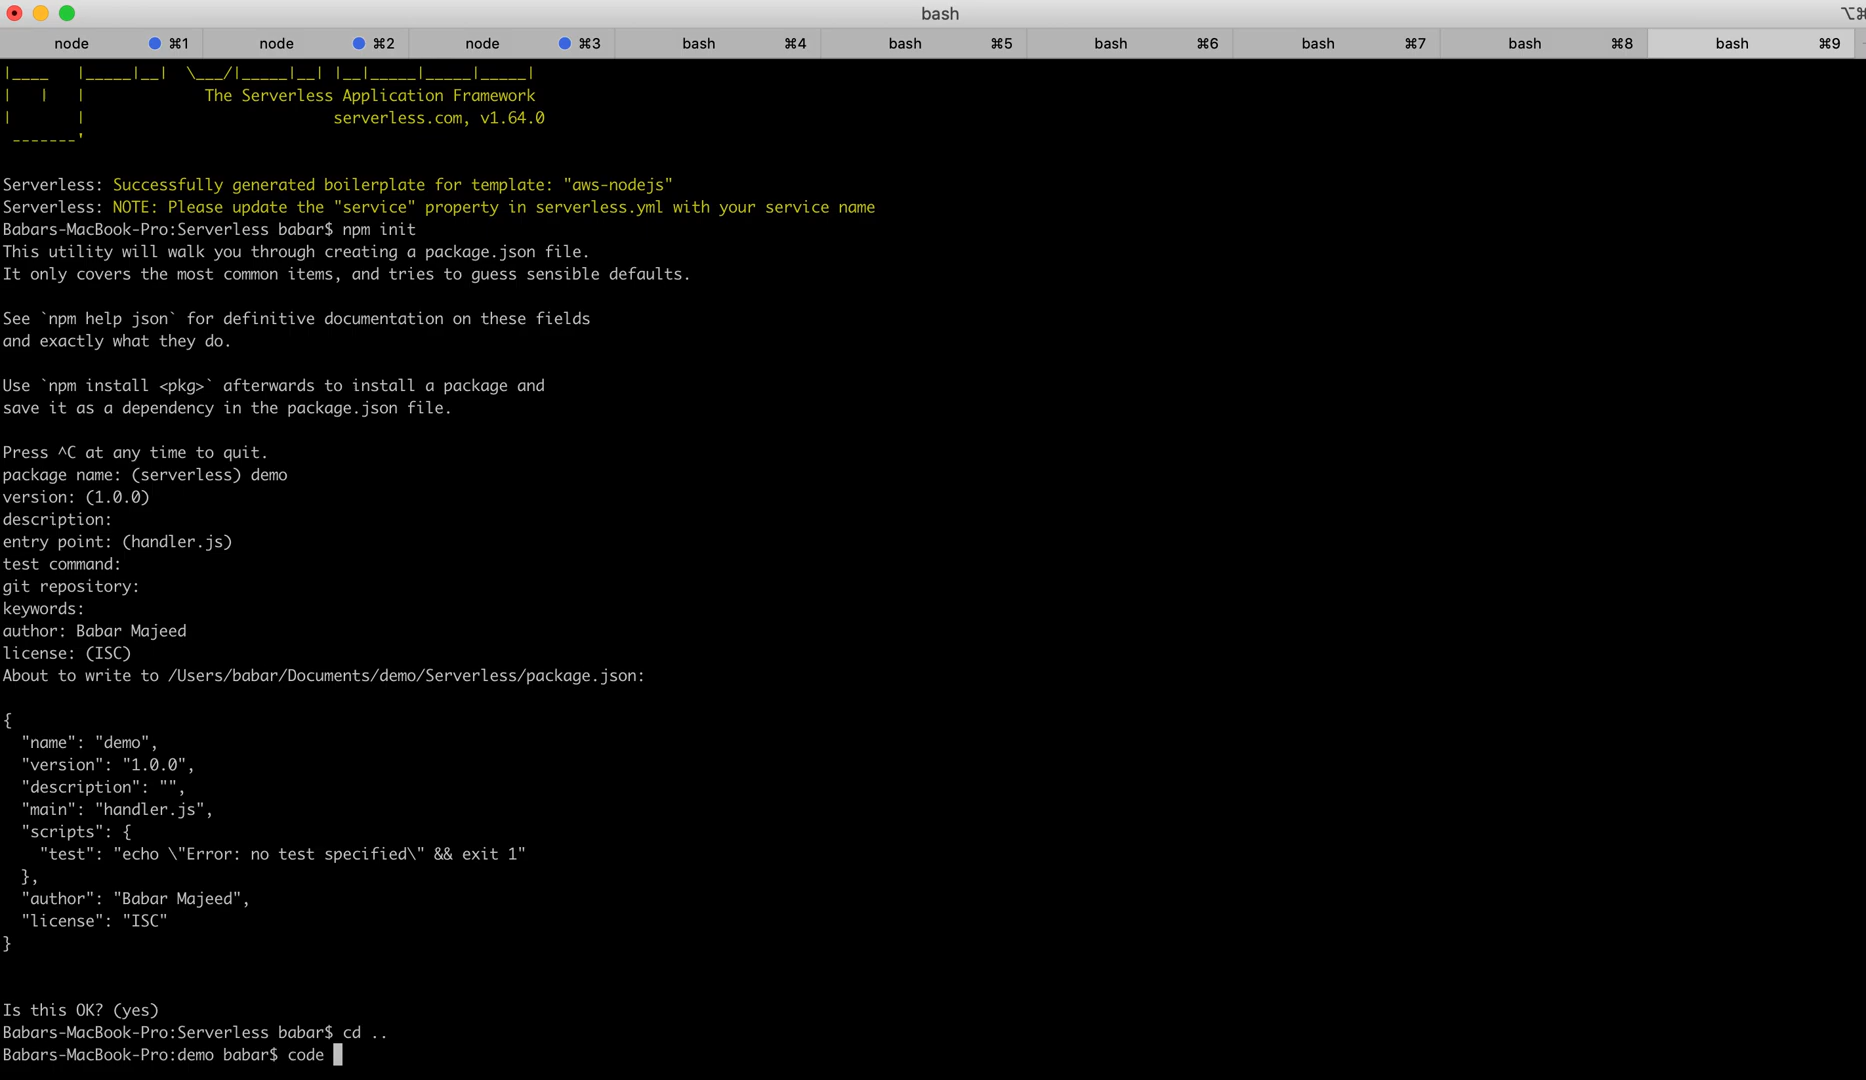 bash ⌥⌘
node ⌘1 node ⌘2 node ⌘3 bash ⌘4 bash ⌘5 bash ⌘6 bash ⌘7 bash ⌘8 bash ⌘9
|____   |_____|__|  \___/|_____|__| |__|_____|_____|_____|
|   |   |             The Serverless Application Framework
|       |                           serverless.com, v1.64.0
 -------'
Serverless: Successfully generated boilerplate for template: "aws-nodejs"
Serverless: NOTE: Please update the "service" property in serverless.yml with your service name
Babars-MacBook-Pro:Serverless babar$ npm init
This utility will walk you through creating a package.json file.
It only covers the most common items, and tries to guess sensible defaults.
See `npm help json` for definitive documentation on these fields
and exactly what they do.
Use `npm install <pkg>` afterwards to install a package and
save it as a dependency in the package.json file.
Press ^C at any time to quit.
package name: (serverless) demo
version: (1.0.0)
description:
entry point: (handler.js)
test command:
git repository:
keywords:
author: Babar Majeed
license: (ISC)
About to write to /Users/babar/Documents/demo/Serverless/package.json:
{
  "name": "demo",
  "version": "1.0.0",
  "description": "",
  "main": "handler.js",
  "scripts": {
    "test": "echo \"Error: no test specified\" && exit 1"
  },
  "author": "Babar Majeed",
  "license": "ISC"
}
Is this OK? (yes)
Babars-MacBook-Pro:Serverless babar$ cd ..
Babars-MacBook-Pro:demo babar$ code